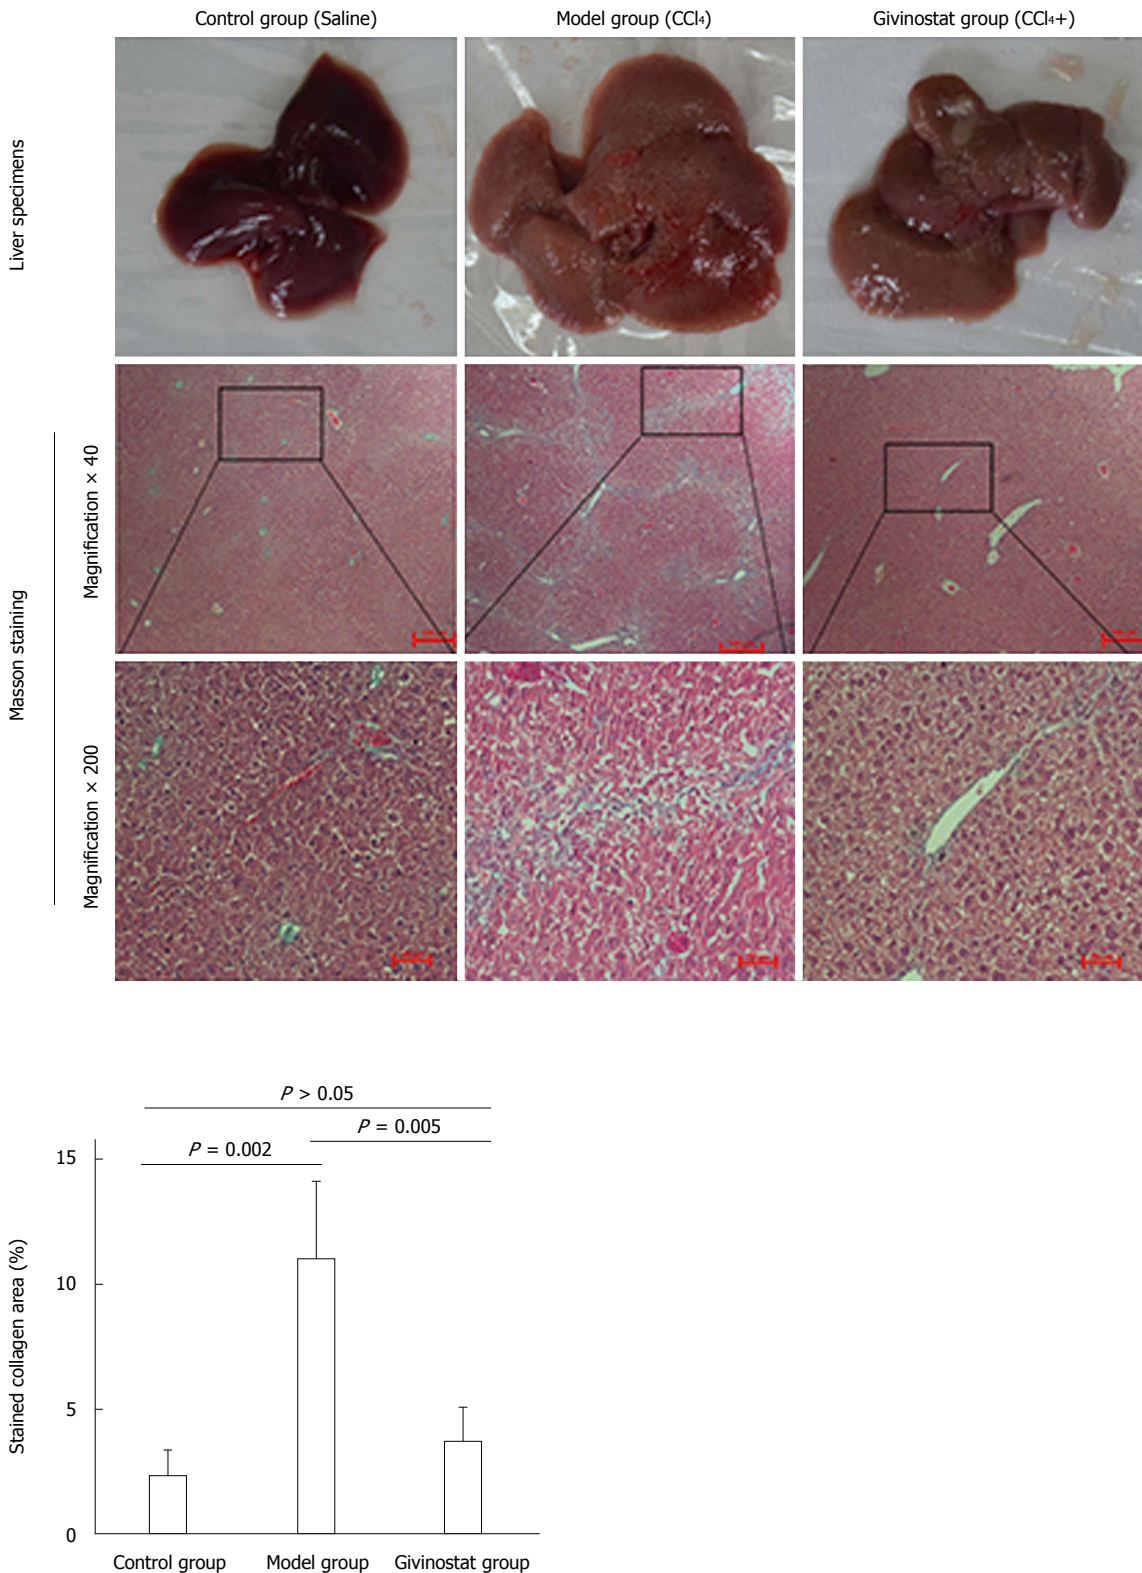 Control group (Saline)
Model group (CCl₄)
Givinostat group (CCl₄+)
Liver specimens
Masson staining
Magnification × 40
Magnification × 200
P > 0.05
P = 0.005
P = 0.002
Stained collagen area (%)
15
10
5
0
Control group
Model group
Givinostat group